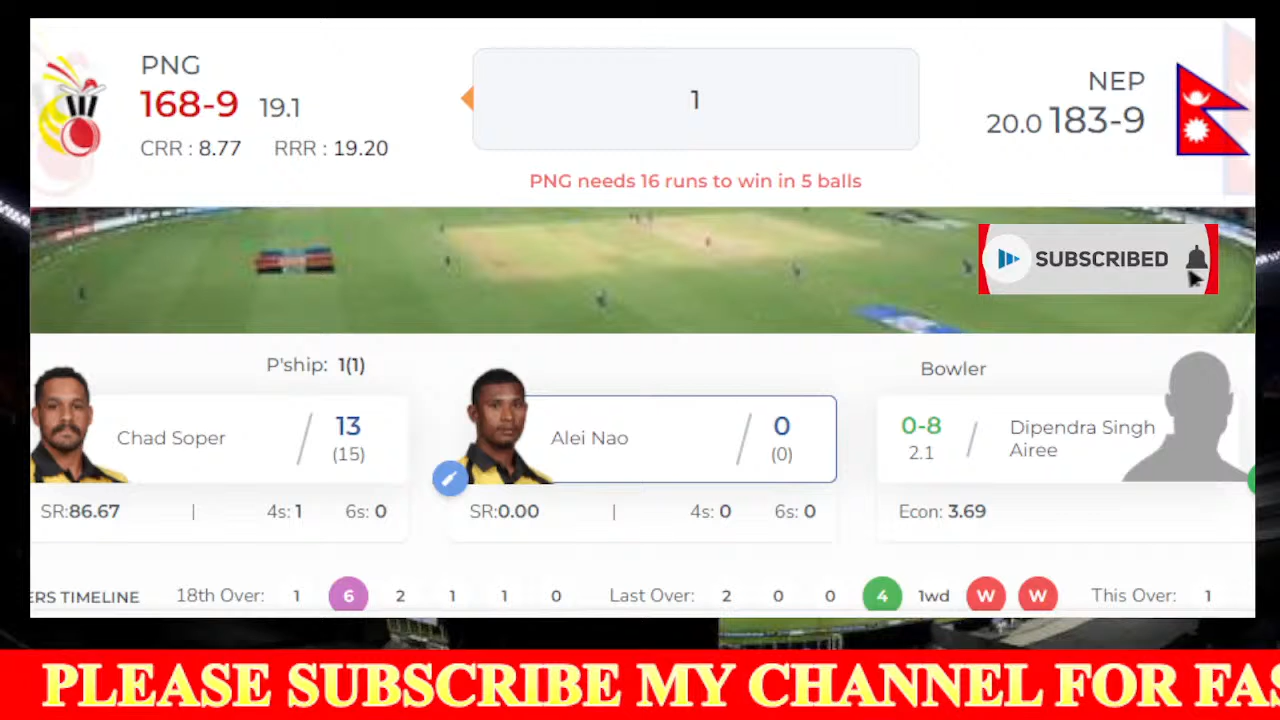 PNG
168-9 19.1
CRR : 8.77 RRR : 19.20
1
NEP
20.0 183-9
PNG needs 16 runs to win in 5 balls
SUBSCRIBED
P'ship: 1(1)
Bowler
Chad Soper / 13
(15)
Alei Nao / 0
(0)
0-8 / Dipendra Singh
2.1 Airee
SR:86.67 | 4s: 1 6s: 0
SR:0.00 | 4s: 0 6s: 0
Econ: 3.69
ERS TIMELINE 18th Over: 1 6 2 1 1 0 Last Over: 2 0 0 4 1wd W W This Over: 1
PLEASE SUBSCRIBE MY CHANNEL FOR FAS